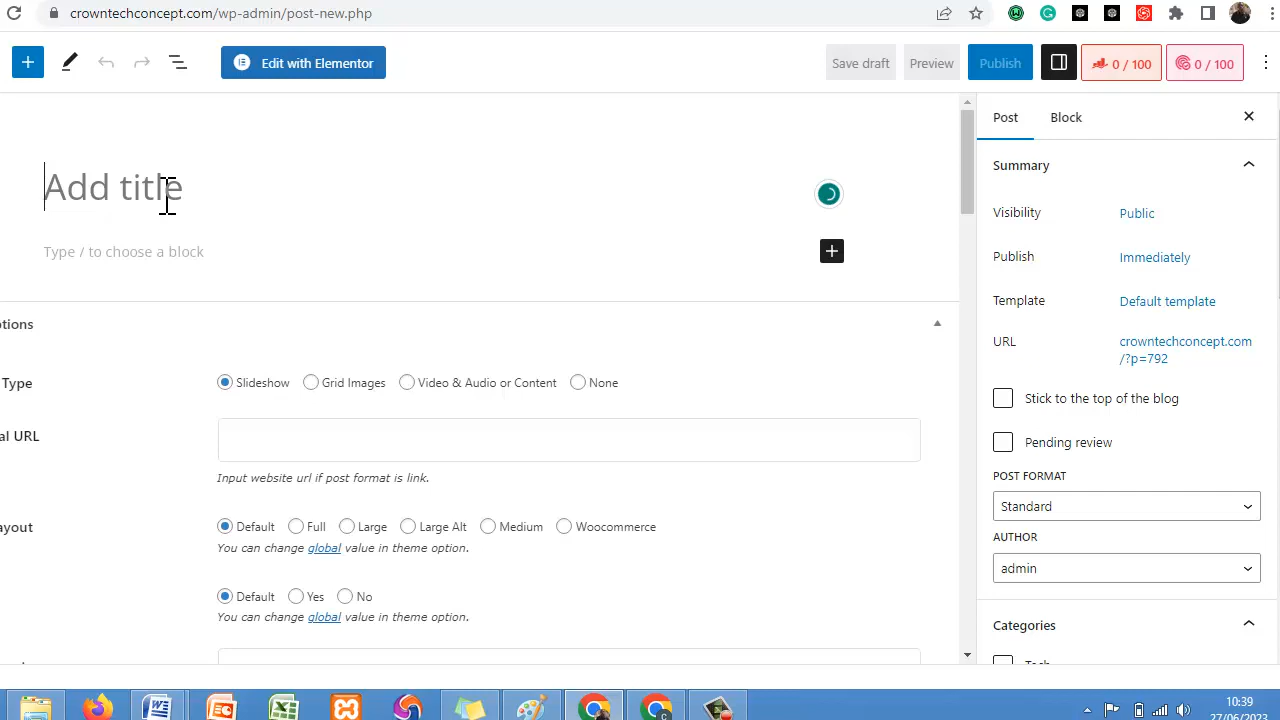 crowntechconcept.com/wp-admin/post-new.php
Edit with Elementor
Save draft
Preview
Publish
0 / 100
0 / 100
Post
Block
Add title
Type / to choose a block
Summary
Visibility
Public
Publish
Immediately
Template
Default template
URL
crowntechconcept.com
/?p=792
Stick to the top of the blog
Pending review
POST FORMAT
Standard
AUTHOR
admin
Categories
Tech
tions
Type
Slideshow
Grid Images
Video & Audio or Content
None
al URL
Input website url if post format is link.
ayout
Default
Full
Large
Large Alt
Medium
Woocommerce
You can change global value in theme option.
Default
Yes
No
You can change global value in theme option.
10:39
27/06/2023